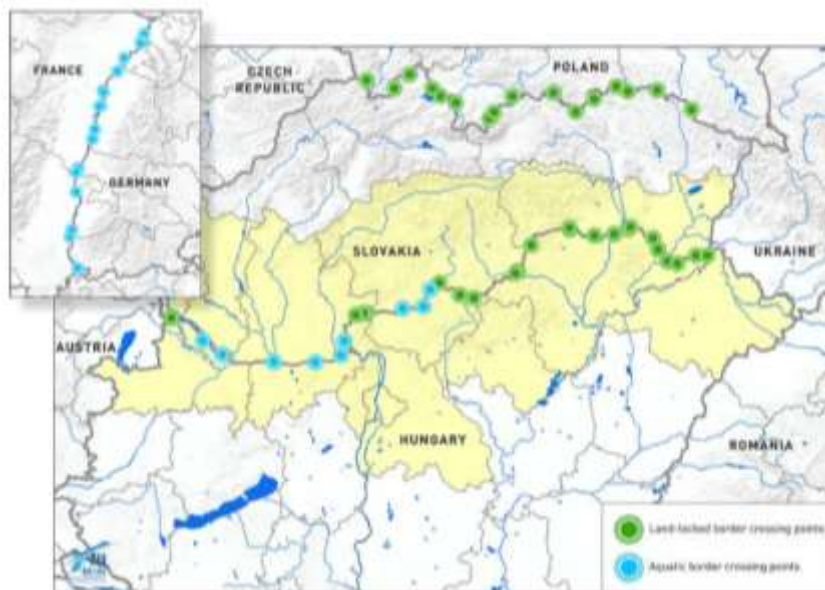 FRANCE
GERMANY
CZECH
REPUBLIC
POLAND
SLOVAKIA
UKRAINE
AUSTRIA
HUNGARY
ROMANIA
Land-locked border crossing points
Aquatic border crossing points